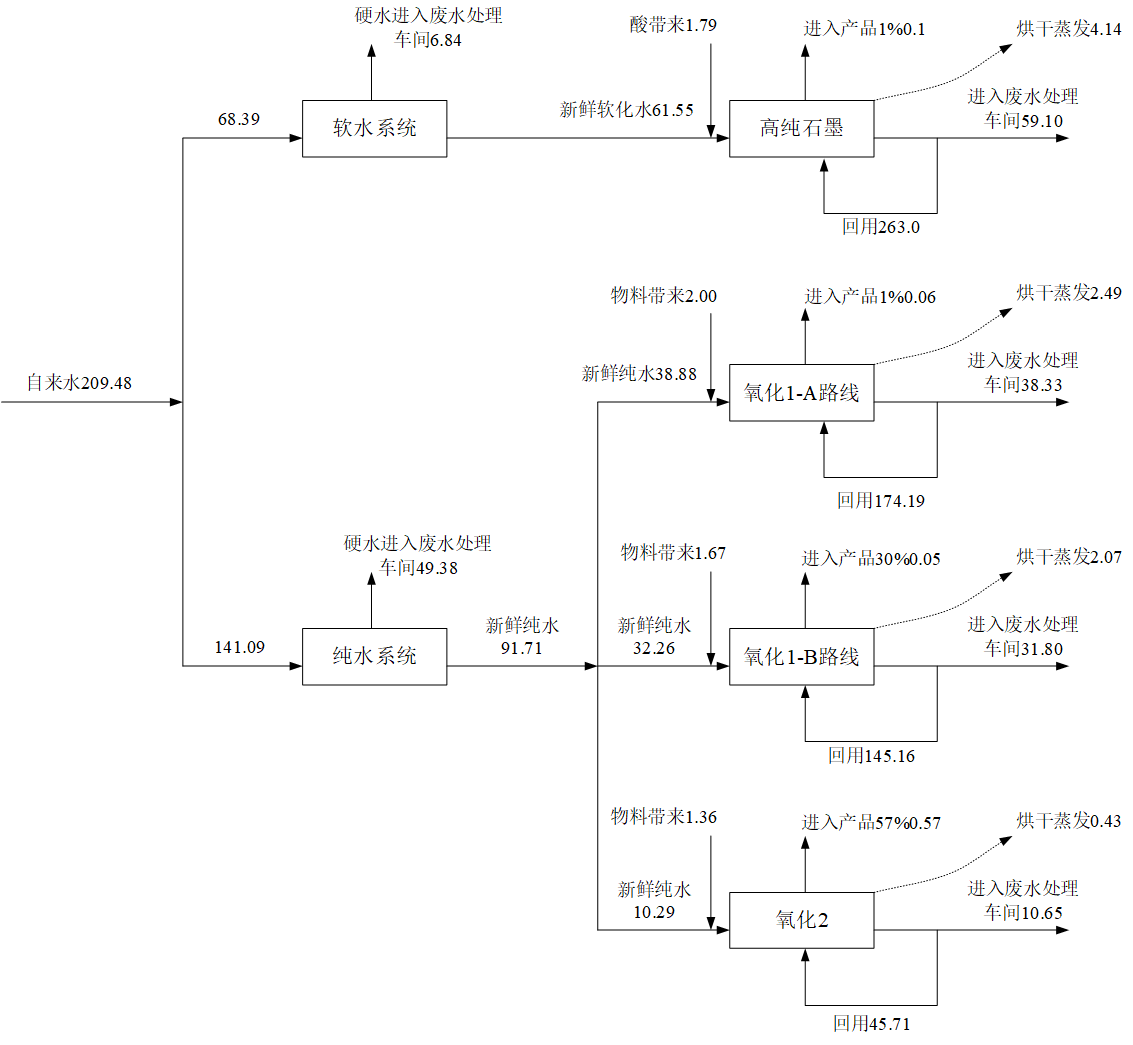 硬水进入废水处理
车间6.84
酸带来1.79
进入产品1%0.1
烘干蒸发4.14
68.39
软水系统
新鲜软化水61.55
高纯石墨
进入废水处理
车间59.10
回用263.0
物料带来2.00
进入产品1%0.06
烘干蒸发2.49
自来水209.48
新鲜纯水38.88
氧化1-A路线
进入废水处理
车间38.33
回用174.19
硬水进入废水处理
车间49.38
物料带来1.67
进入产品30%0.05
烘干蒸发2.07
141.09
纯水系统
新鲜纯水
91.71
新鲜纯水
32.26
氧化1-B路线
进入废水处理
车间31.80
回用145.16
物料带来1.36
进入产品57%0.57
烘干蒸发0.43
新鲜纯水
10.29
氧化2
进入废水处理
车间10.65
回用45.71